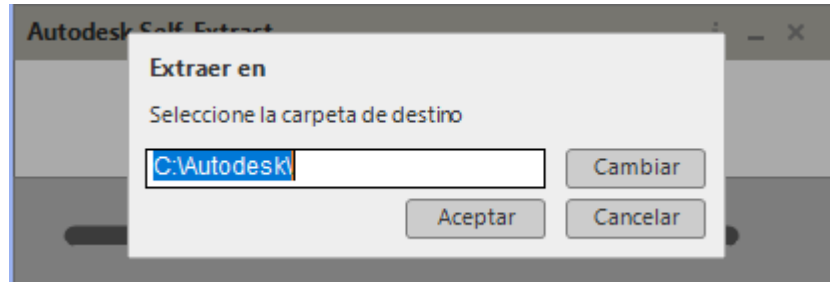 Autodesk Self-Extract
Extraer en
Seleccione la carpeta de destino
C:\Autodesk\
Cambiar
Aceptar
Cancelar